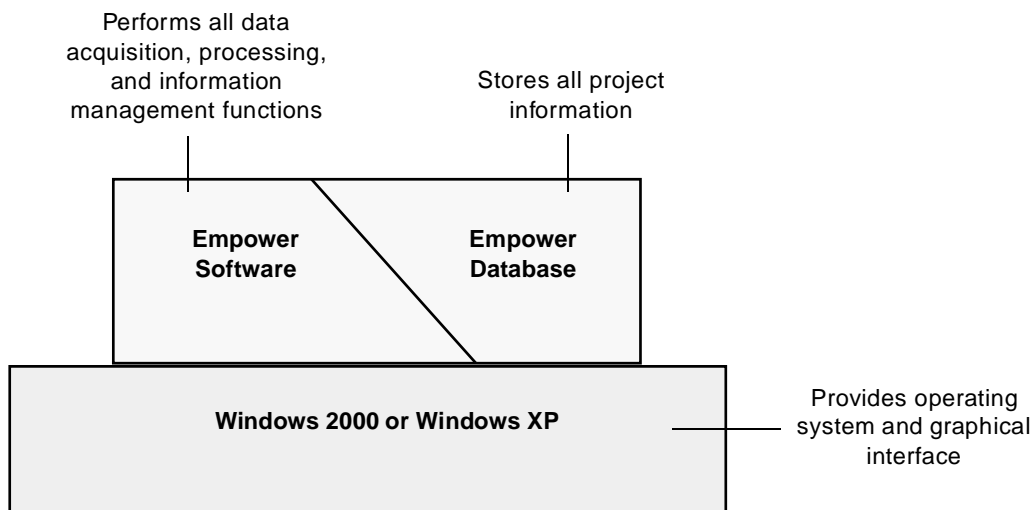 Performs all data
acquisition, processing,
and information
management functions
Stores all project
information
Empower
Software
Empower
Database
Windows 2000 or Windows XP
Provides operating
system and graphical
interface